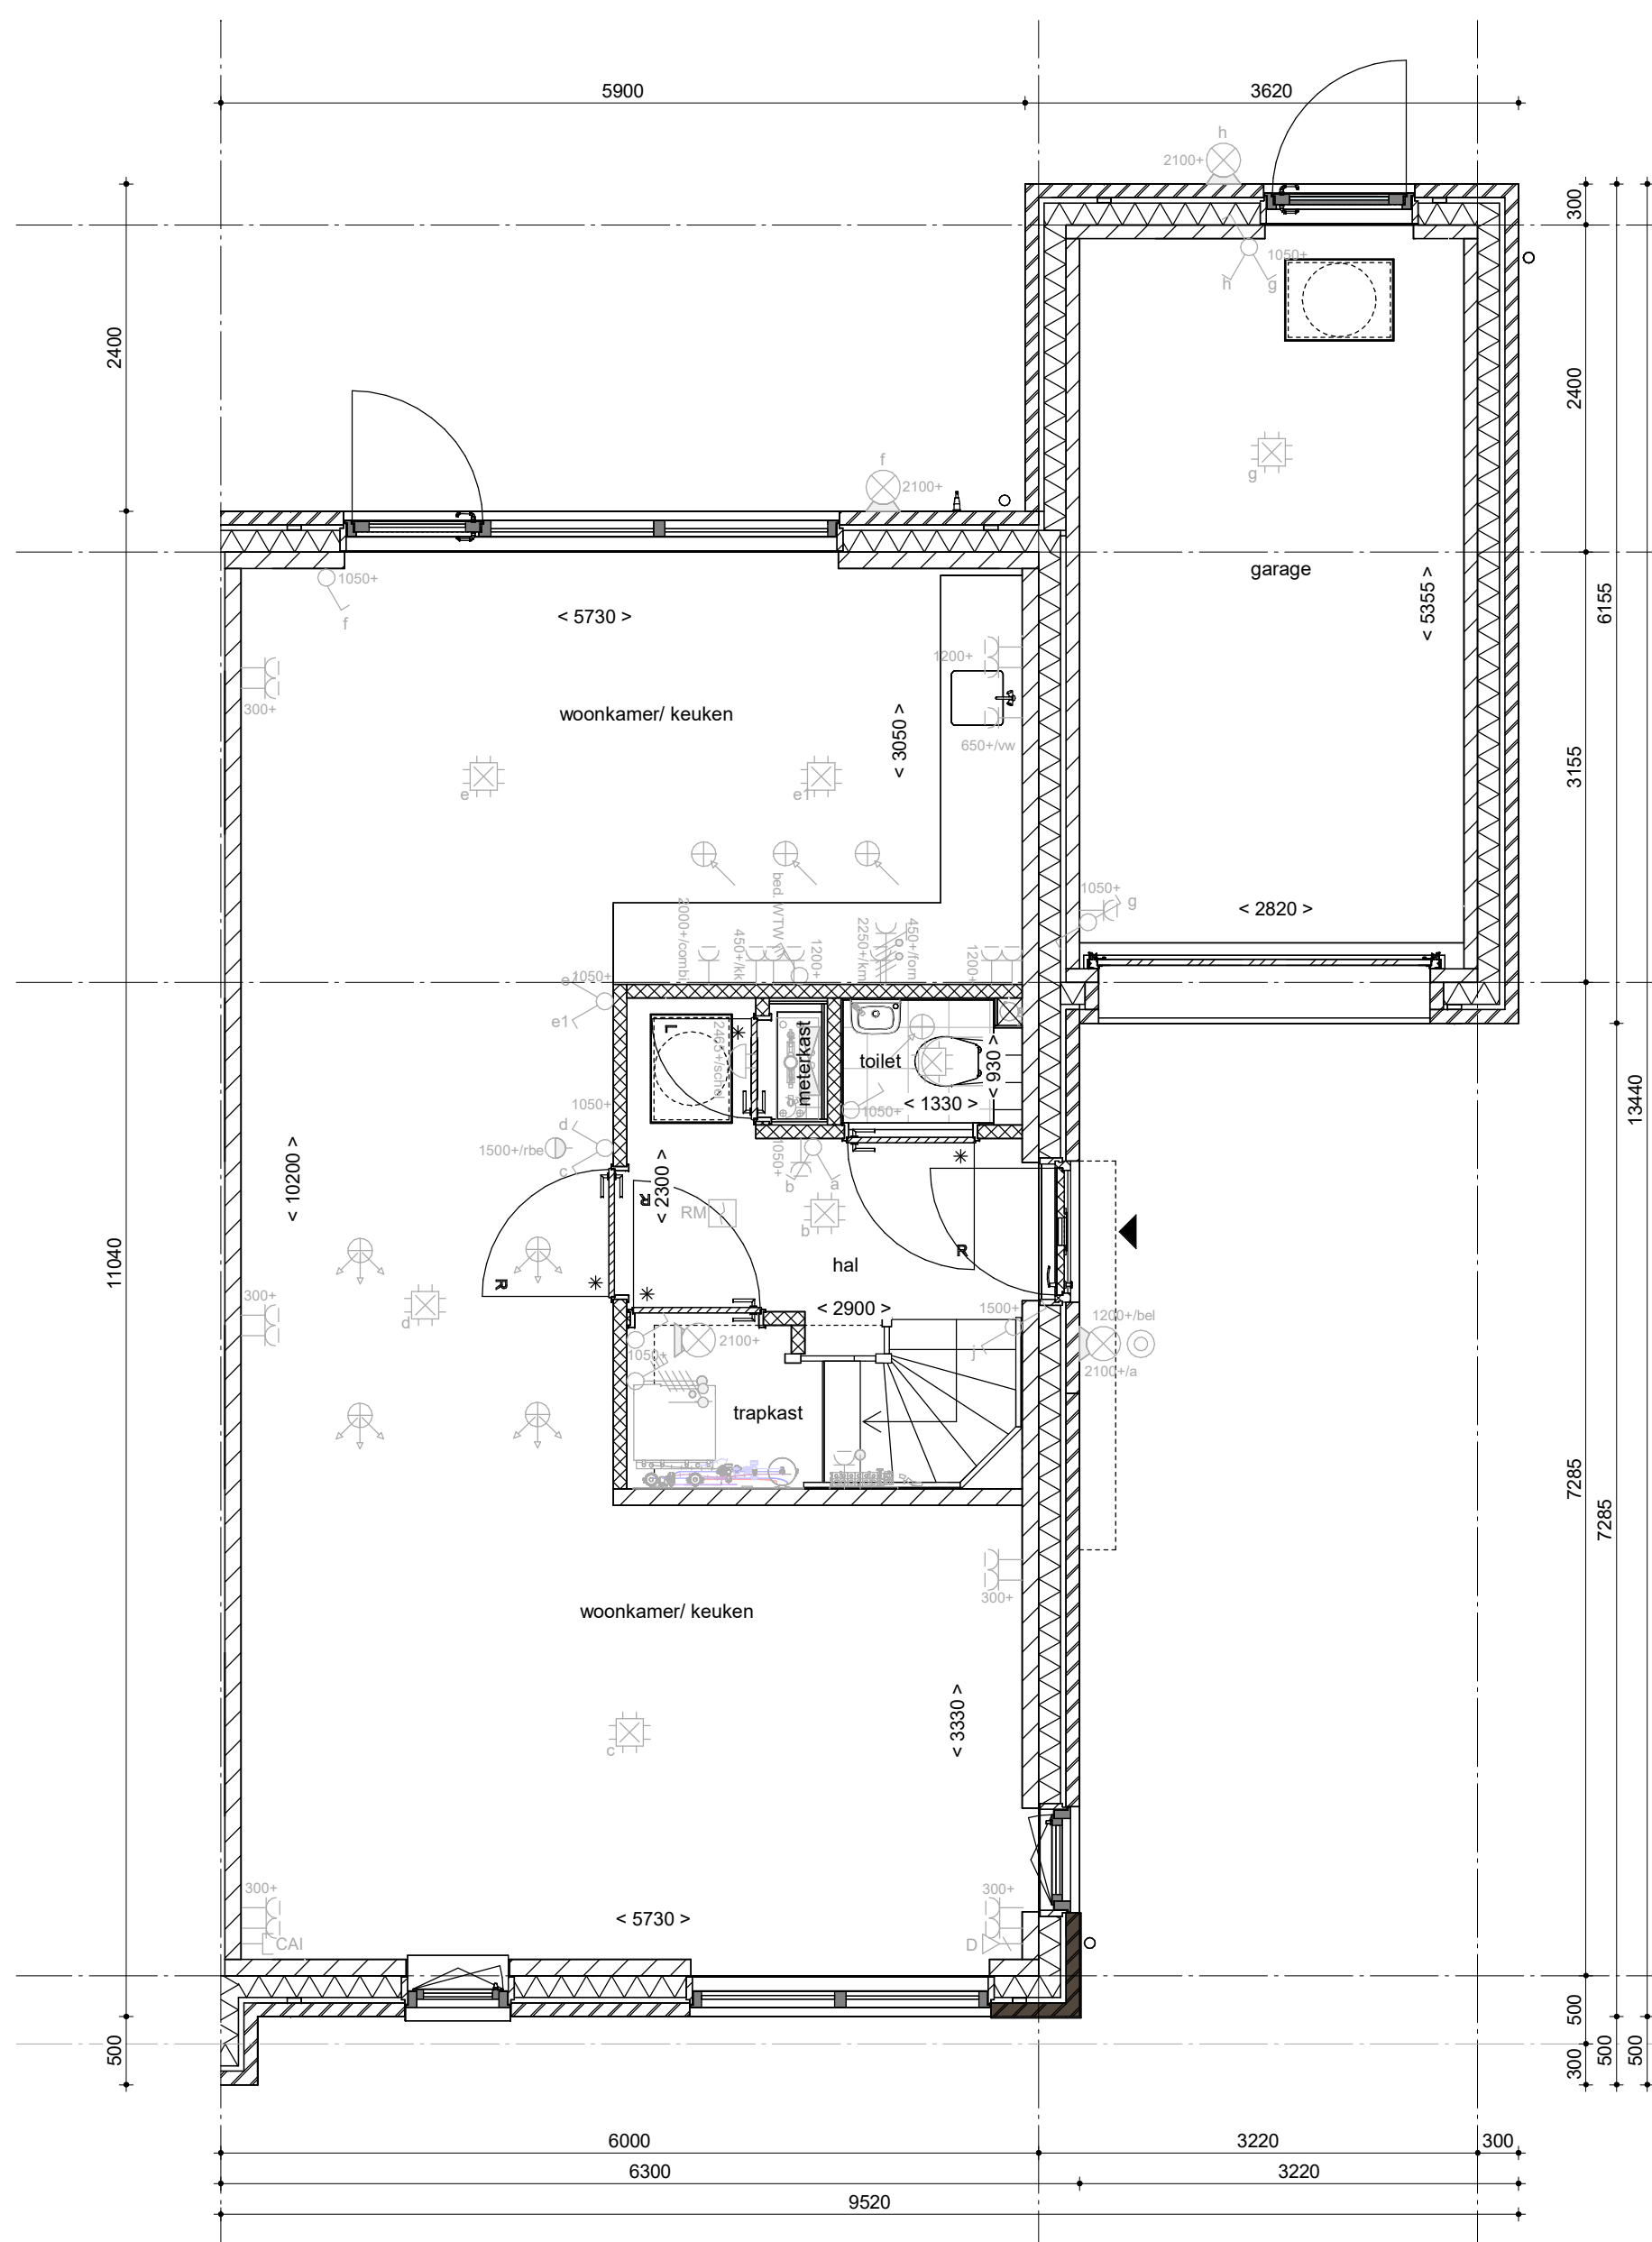 5900
3620
h
2100+
300
1050+
h
g
2400
2400
f
2100+
g
garage
1050+
f
< 5730 >
< 5355 >
6155
1200+
300+
woonkamer/ keuken
< 3050 >
650+/vw
3155
e
e1
1050+
g
< 2820 >
2000+/combi
450+/kk
bed. WTW
1200+
2250+/km
450+/forn
1200+
1050+
e1
L
2465+/schel
meterkast
toilet
< 930 >
< 1330 >
1050+
13440
1050+
d
1500+/rbe
c
1050+
b
a
< 10200 >
< 2300 >
R
RM
b
R
hal
11040
R
< 2900 >
300+
d
1500+
1200+/bel
j
2100+/a
2100+
1050+
trapkast
7285
7285
300+
woonkamer/ keuken
< 3330 >
c
300+
300+
< 5730 >
CAI
D
500
500
300
500
500
6000
3220
300
6300
3220
9520